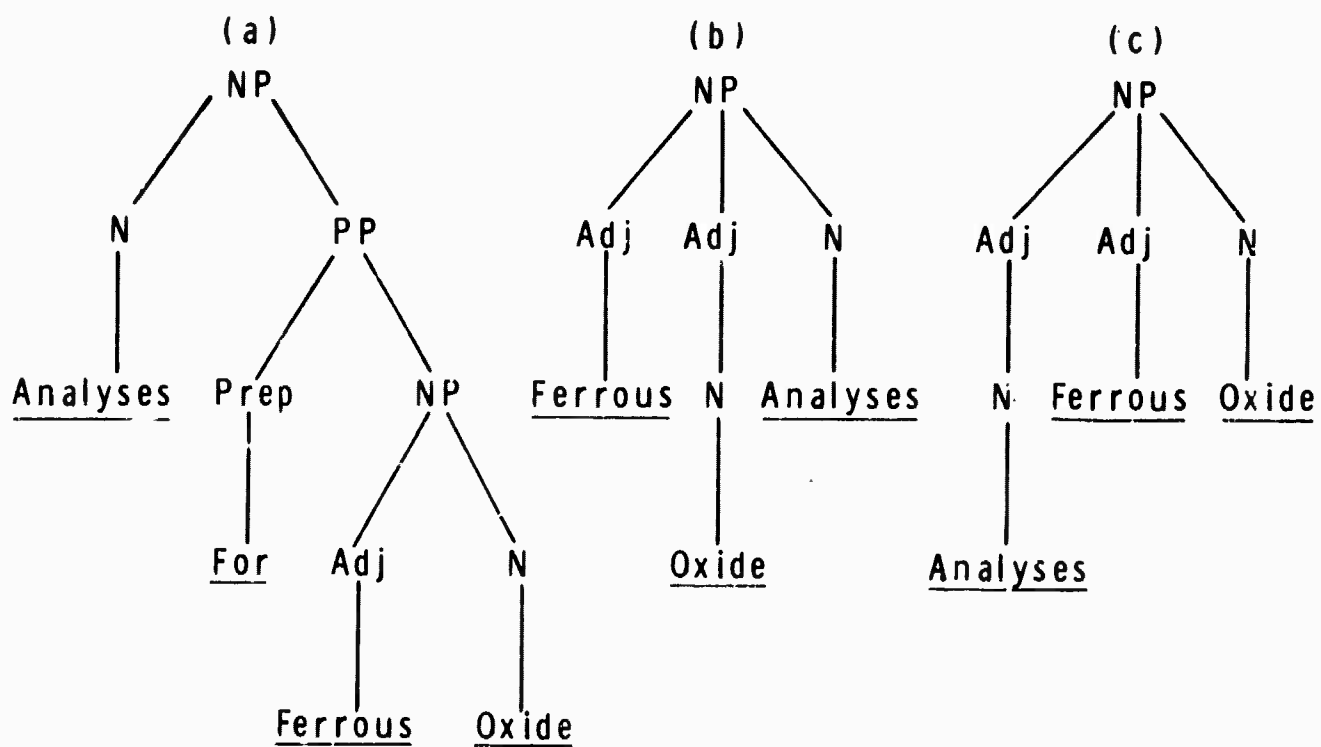 (a) (b) (c)
NP NP NP
N PP Adj Adj N Adj Adj N
Analyses Prep NP Ferrous N Analyses N Ferrous Oxide
For Adj N Oxide Analyses
Ferrous Oxide